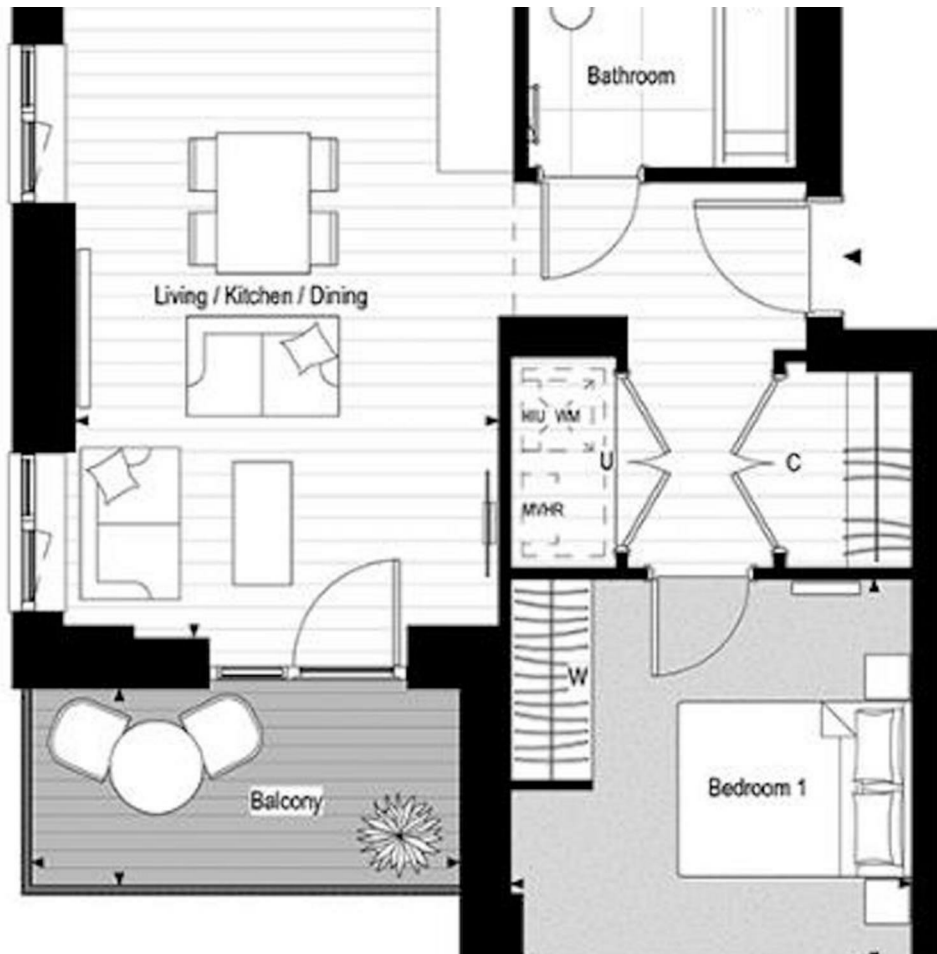 Bathroom
Living / Kitchen / Dining
HIU WM
U
C
MVHR
W
Bedroom 1
Balcony